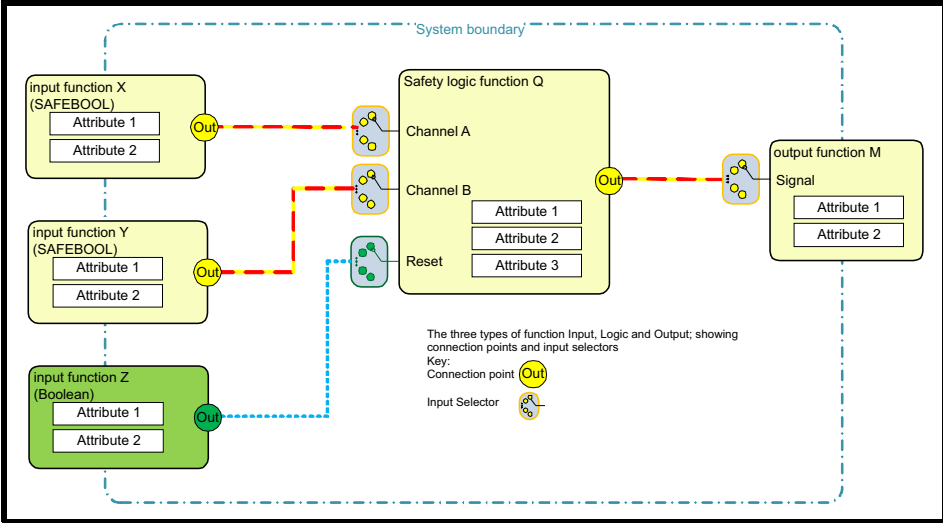 System boundary
input function X
(SAFEBOOL)
Attribute 1
Attribute 2
Out
input function Y
(SAFEBOOL)
Attribute 1
Attribute 2
Out
input function Z
(Boolean)
Attribute 1
Attribute 2
Out
Safety logic function Q
Channel A
Channel B
Reset
Attribute 1
Attribute 2
Attribute 3
Out
output function M
Signal
Attribute 1
Attribute 2
The three types of function Input, Logic and Output; showing
connection points and input selectors
Key:
Connection point Out
Input Selector